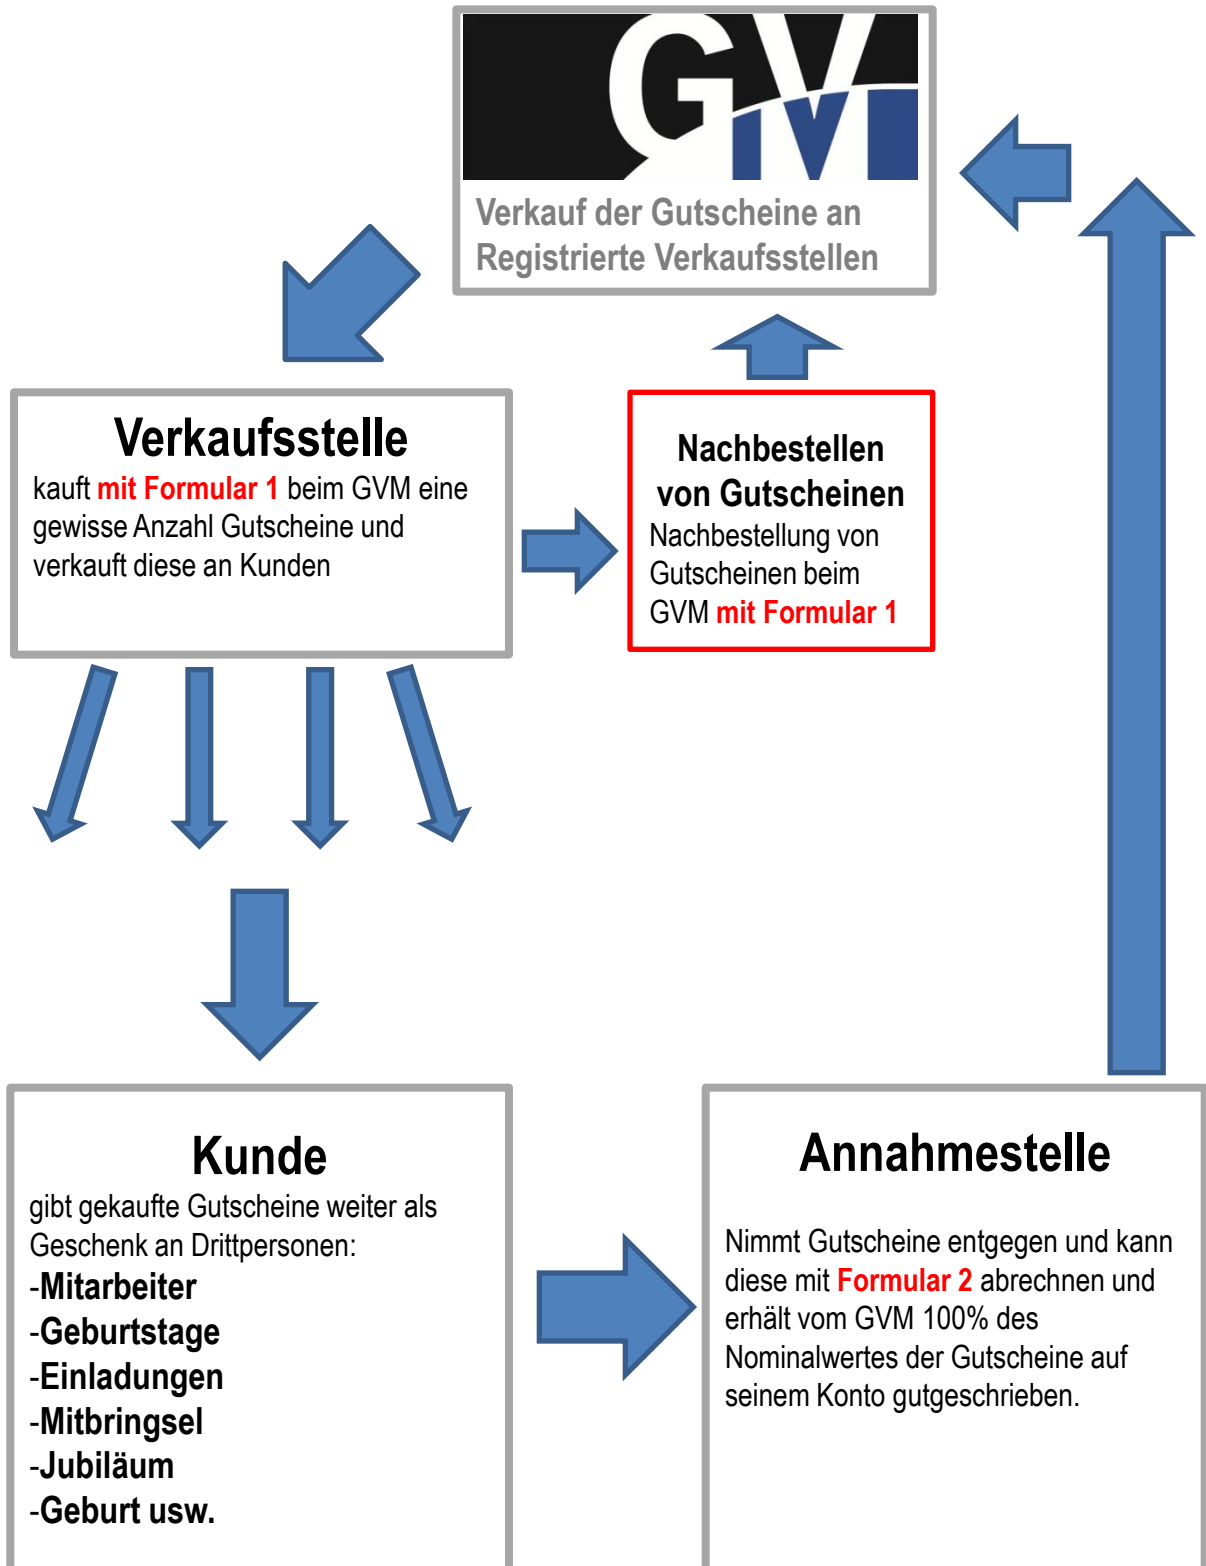 GVM
Verkauf der Gutscheine an
Registrierte Verkaufsstellen
Verkaufsstelle
kauft mit Formular 1 beim GVM eine
gewisse Anzahl Gutscheine und
verkauft diese an Kunden
Nachbestellen
von Gutscheinen
Nachbestellung von
Gutscheinen beim
GVM mit Formular 1
Kunde
gibt gekaufte Gutscheine weiter als
Geschenk an Drittpersonen:
-Mitarbeiter
-Geburtstage
-Einladungen
-Mitbringsel
-Jubiläum
-Geburt usw.
Annahmestelle
Nimmt Gutscheine entgegen und kann
diese mit Formular 2 abrechnen und
erhält vom GVM 100% des
Nominalwertes der Gutscheine auf
seinem Konto gutgeschrieben.